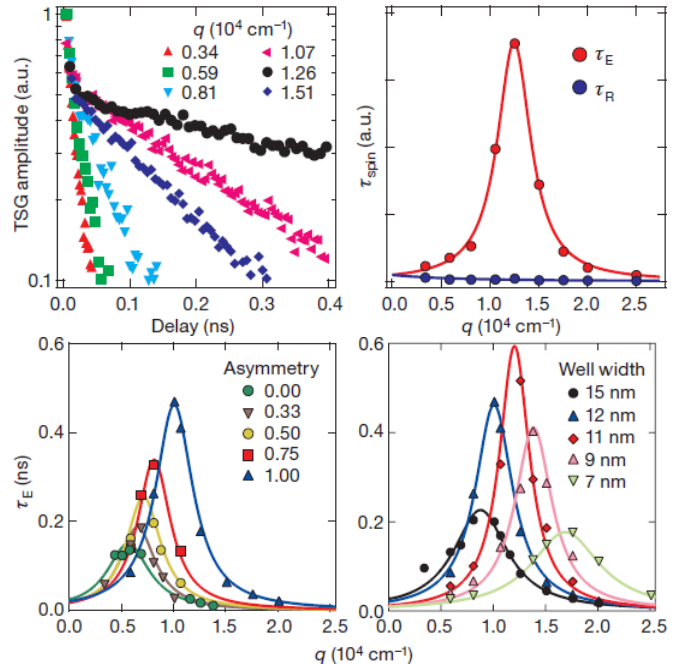 q (10⁴ cm⁻¹)
0.34 1.07
0.59 1.26
0.81 1.51
TSG amplitude (a.u.)
1
0.1
0.0 0.1 0.2 0.3 0.4
Delay (ns)
τE
τR
τspin (a.u.)
0.0 0.5 1.0 1.5 2.0 2.5
q (10⁴ cm⁻¹)
Asymmetry
0.00
0.33
0.50
0.75
1.00
τE (ns)
0.6
0.4
0.2
0.0
0.0 0.5 1.0 1.5 2.0 2.5
Well width
15 nm
12 nm
11 nm
9 nm
7 nm
0.6
0.4
0.2
0.0
0.0 0.5 1.0 1.5 2.0 2.5
q (10⁴ cm⁻¹)